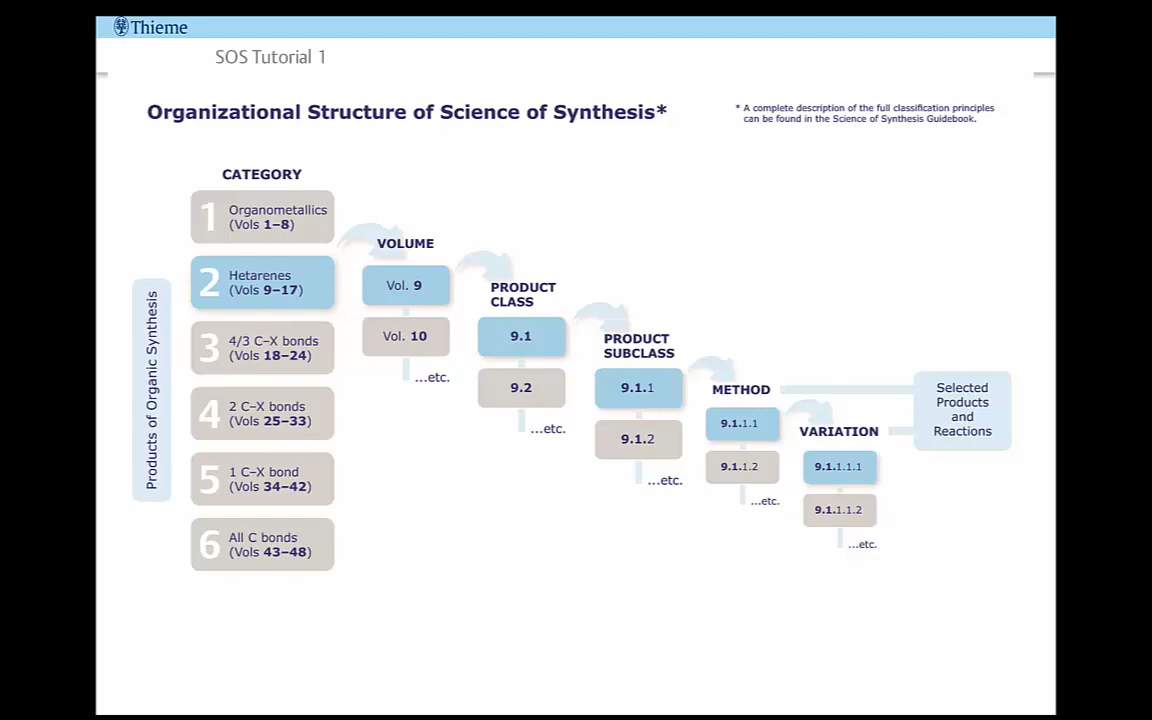 Thieme
SOS Tutorial 1
Organizational Structure of Science of Synthesis*
* A complete description of the full classification principles
can be found in the Science of Synthesis Guidebook.
CATEGORY
1
Organometallics
(Vols 1–8)
2
Hetarenes
(Vols 9–17)
3
4/3 C–X bonds
(Vols 18–24)
4
2 C–X bonds
(Vols 25–33)
5
1 C–X bond
(Vols 34–42)
6
All C bonds
(Vols 43–48)
Products of Organic Synthesis
VOLUME
Vol. 9
Vol. 10
...etc.
PRODUCT
CLASS
9.1
9.2
...etc.
PRODUCT
SUBCLASS
9.1.1
9.1.2
...etc.
METHOD
9.1.1.1
9.1.1.2
...etc.
VARIATION
9.1.1.1.1
9.1.1.1.2
...etc.
Selected
Products
and
Reactions